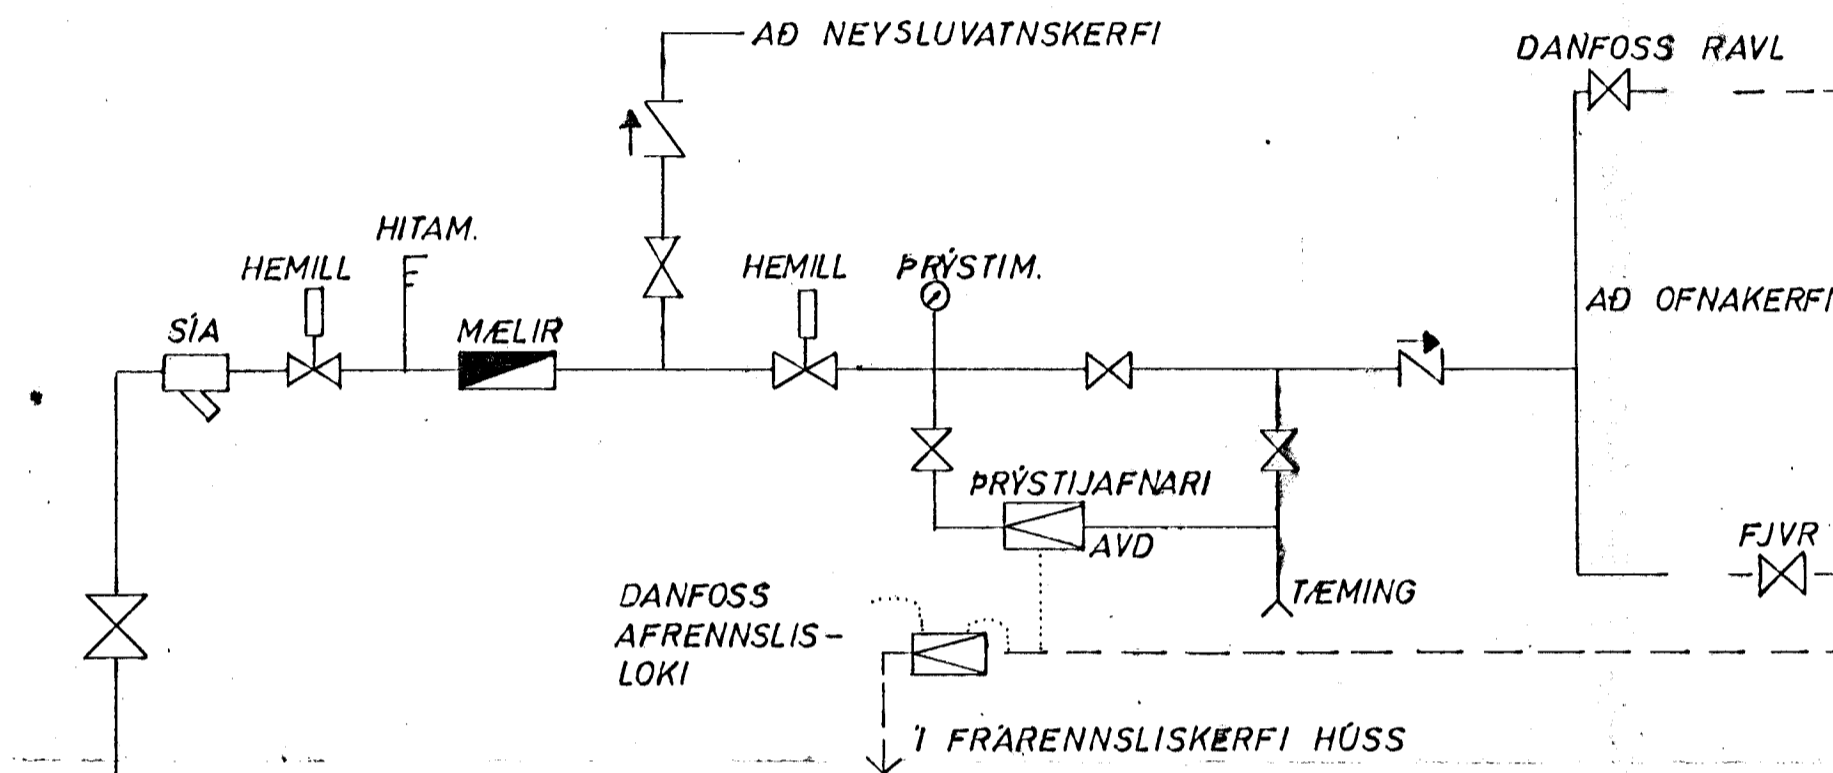 AÐ NEYSLUVATNSKERFI
DANFOSS RAVL
HITAM.
HEMILL
HEMILL
ÞRÝSTIM.
AÐ OFNAKERFI
SÍA
MÆLIR
ÞRÝSTIJAFNARI
AVD
FJVR
DANFOSS
AFRENNSLIS-
LOKI
TÆMING
Í FRÁRENNSLISKERFI HÚSS